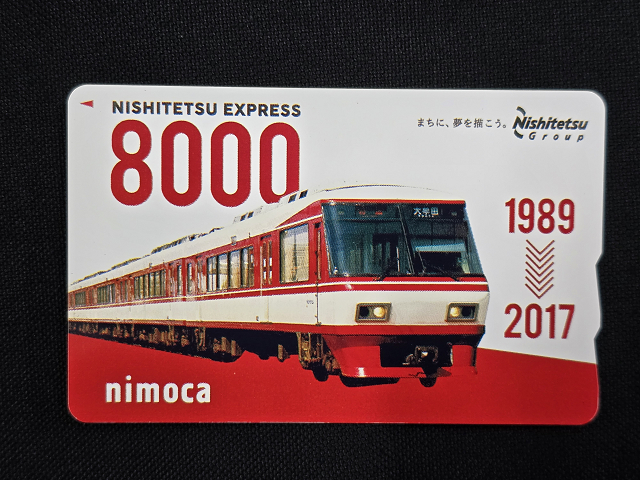 NISHITETSU EXPRESS
8000
まちに、夢を描こう。
Nishitetsu
Group
大牟田
1989
2017
nimoca